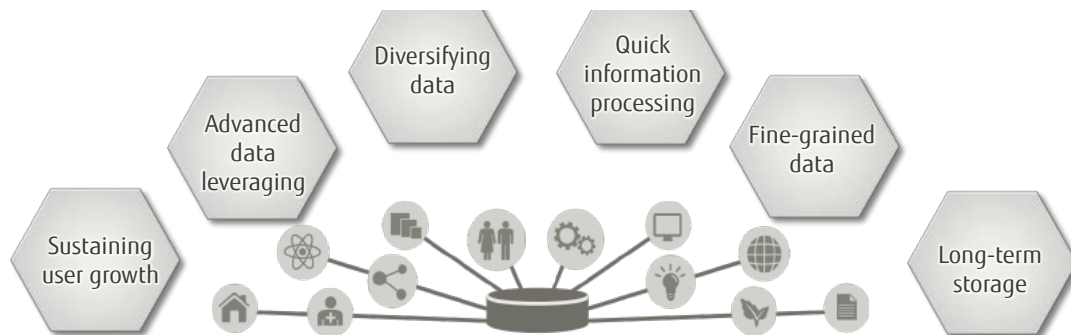 Sustaining
user growth
Advanced
data
leveraging
Diversifying
data
Quick
information
processing
Fine-grained
data
Long-term
storage